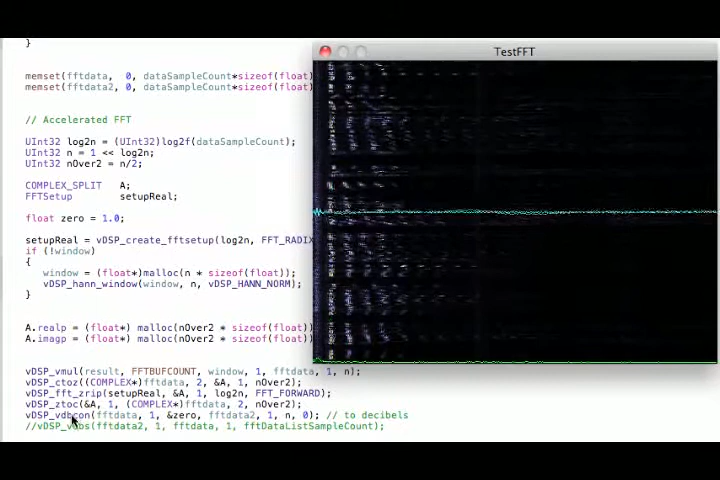 }
TestFFT
memset(fftdata, 0, dataSampleCount*sizeof(float)
memset(fftdata2, 0, dataSampleCount*sizeof(float)
// Accelerated FFT
UInt32 log2n = (UInt32)log2f(dataSampleCount);
UInt32 n = 1 << log2n;
UInt32 nOver2 = n/2;
COMPLEX_SPLIT A;
FFTSetup setupReal;
float zero = 1.0;
setupReal = vDSP_create_fftsetup(log2n, FFT_RADIX
if (!window)
{
window = (float*)malloc(n * sizeof(float));
vDSP_hann_window(window, n, vDSP_HANN_NORM);
}
A.realp = (float*) malloc(nOver2 * sizeof(float))
A.imagp = (float*) malloc(nOver2 * sizeof(float))
vDSP_vmul(result, FFTBUFCOUNT, window, 1, fftdata, 1, n);
vDSP_ctoz((COMPLEX*)fftdata, 2, &A, 1, nOver2);
vDSP_fft_zrip(setupReal, &A, 1, log2n, FFT_FORWARD);
vDSP_ztoc(&A, 1, (COMPLEX*)fftdata, 2, nOver2);
vDSP_vdbcon(fftdata, 1, &zero, fftdata2, 1, n, 0); // to decibels
//vDSP_vabs(fftdata2, 1, fftdata, 1, fftDataListSampleCount);